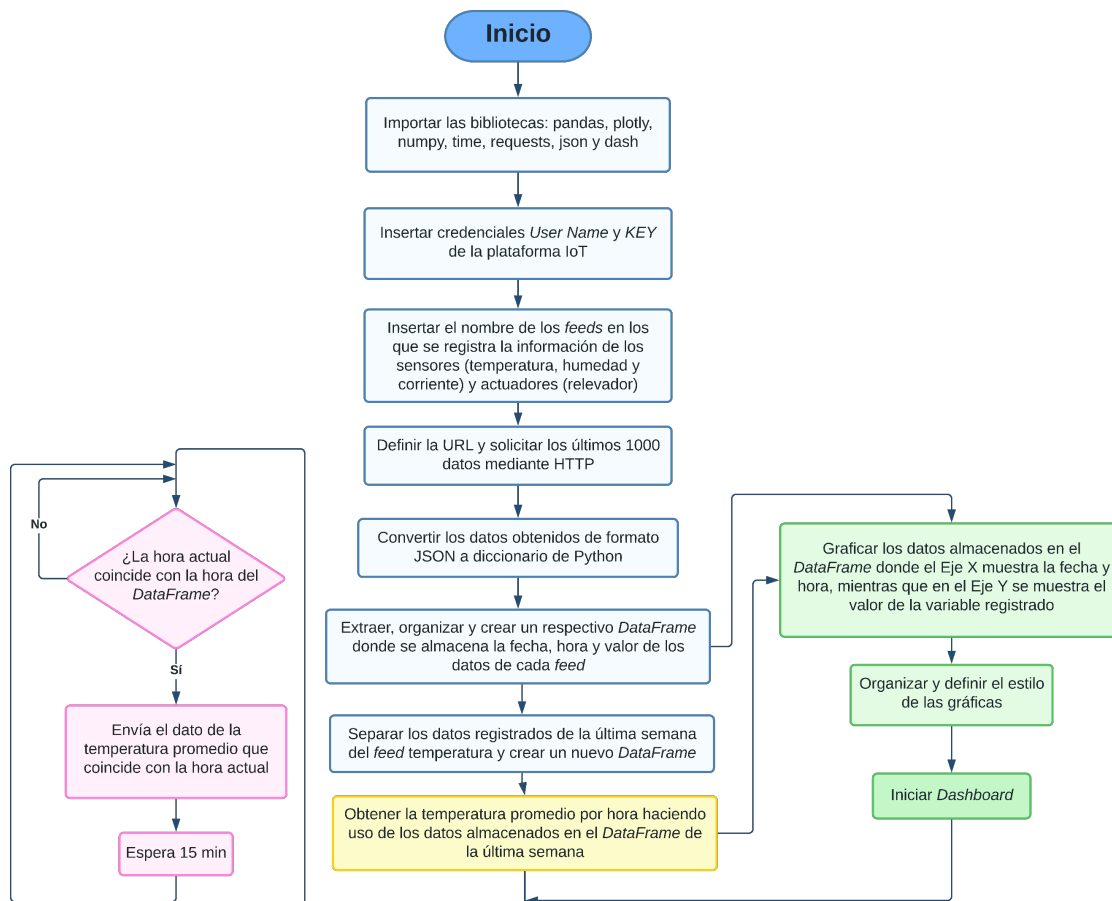 Inicio
Importar las bibliotecas: pandas, plotly,
numpy, time, requests, json y dash
Insertar credenciales User Name y KEY
de la plataforma IoT
Insertar el nombre de los feeds en los
que se registra la información de los
sensores (temperatura, humedad y
corriente) y actuadores (relevador)
Definir la URL y solicitar los últimos 1000
datos mediante HTTP
Convertir los datos obtenidos de formato
JSON a diccionario de Python
Extraer, organizar y crear un respectivo DataFrame
donde se almacena la fecha, hora y valor de los
datos de cada feed
Separar los datos registrados de la última semana
del feed temperatura y crear un nuevo DataFrame
Obtener la temperatura promedio por hora haciendo
uso de los datos almacenados en el DataFrame de
la última semana
Graficar los datos almacenados en el
DataFrame donde el Eje X muestra la fecha y
hora, mientras que en el Eje Y se muestra el
valor de la variable registrado
Organizar y definir el estilo
de las gráficas
Iniciar Dashboard
No
¿La hora actual
coincide con la hora del
DataFrame?
Sí
Envía el dato de la
temperatura promedio que
coincide con la hora actual
Espera 15 min